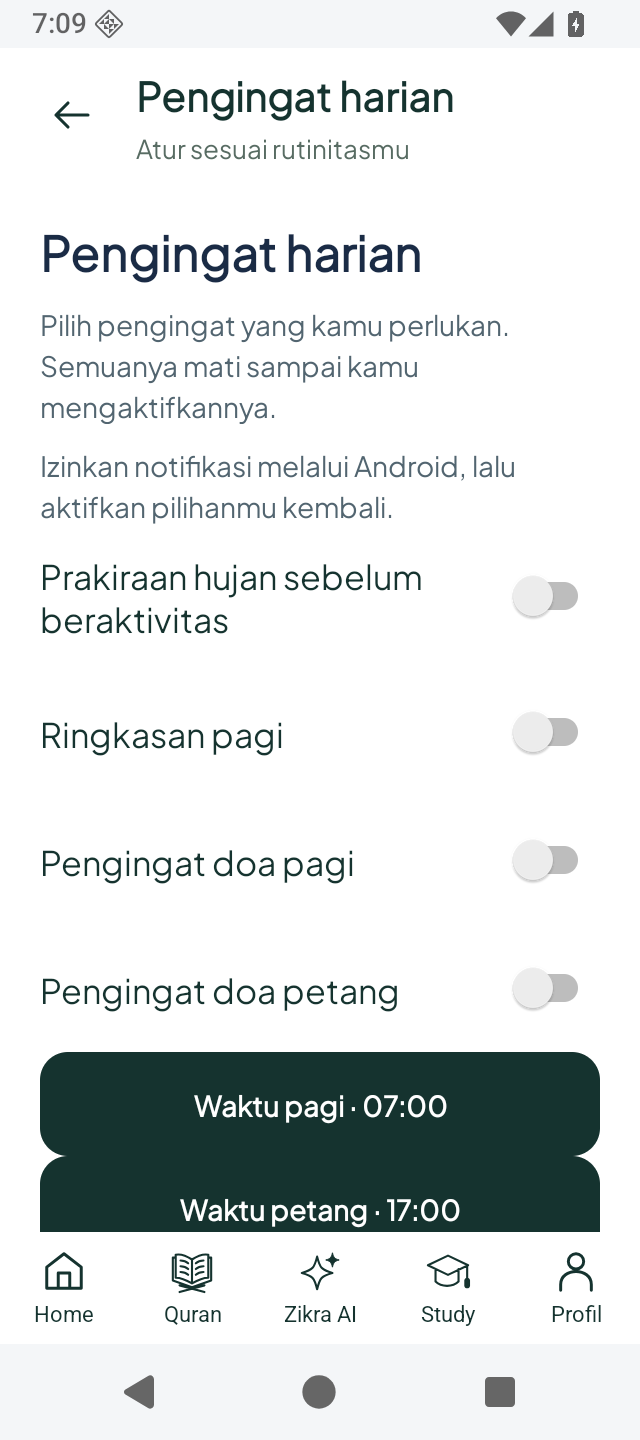 7:09
Pengingat harian
Atur sesuai rutinitasmu
Pengingat harian
Pilih pengingat yang kamu perlukan.
Semuanya mati sampai kamu
mengaktifkannya.
Izinkan notifikasi melalui Android, lalu
aktifkan pilihanmu kembali.
Prakiraan hujan sebelum
beraktivitas
Ringkasan pagi
Pengingat doa pagi
Pengingat doa petang
Waktu pagi · 07:00
Waktu petang · 17:00
Home
Quran
Zikra AI
Study
Profil